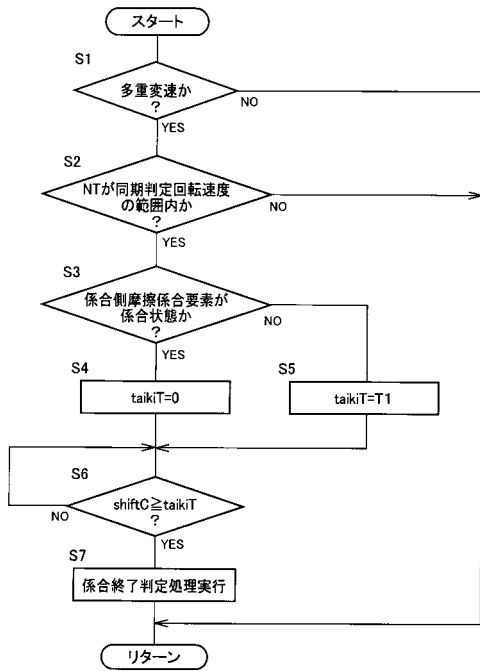 スタート
S1
多重変速か
?
NO
YES
S2
NTが同期判定回転速度
の範囲内か
?
NO
YES
S3
係合側摩擦係合要素が
係合状態か
?
NO
YES
S4
taikiT=0
S5
taikiT=T1
S6
shiftC≧taikiT
?
NO
YES
S7
係合終了判定処理実行
リターン